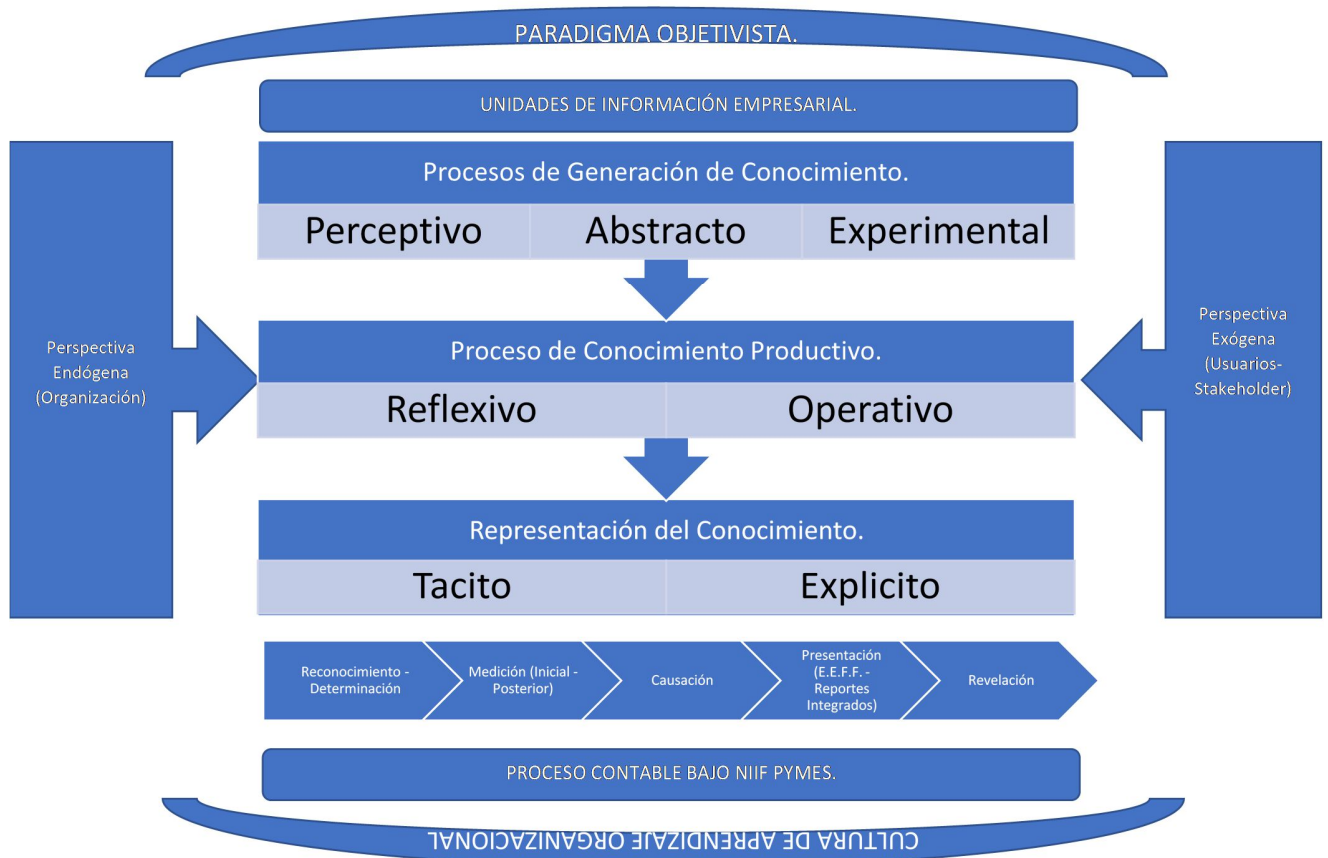 PARADIGMA OBJETIVISTA.
UNIDADES DE INFORMACIÓN EMPRESARIAL.
Procesos de Generación de Conocimiento.
Perceptivo
Abstracto
Experimental
Perspectiva
Endógena
(Organización)
Proceso de Conocimiento Productivo.
Reflexivo
Operativo
Perspectiva
Exógena
(Usuarios-
Stakeholder)
Representación del Conocimiento.
Tacito
Explicito
Reconocimiento -
Determinación
Medición (Inicial -
Posterior)
Causación
Presentación
(E.E.F.F. -
Reportes
Integrados)
Revelación
PROCESO CONTABLE BAJO NIIF PYMES.
CULTURA DE APRENDIZAJE ORGANIZACIONAL